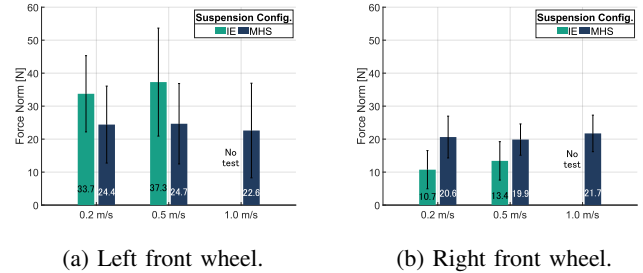 Suspension Config.
IE MHS
Force Norm [N]
60
50
40
30
20
10
0
33.7 24.4 37.3 24.7 22.6
No
test
0.2 m/s 0.5 m/s 1.0 m/s
(a) Left front wheel.
Suspension Config.
IE MHS
Force Norm [N]
60
50
40
30
20
10
0
10.7 20.6 13.4 19.9 21.7
No
test
0.2 m/s 0.5 m/s 1.0 m/s
(b) Right front wheel.